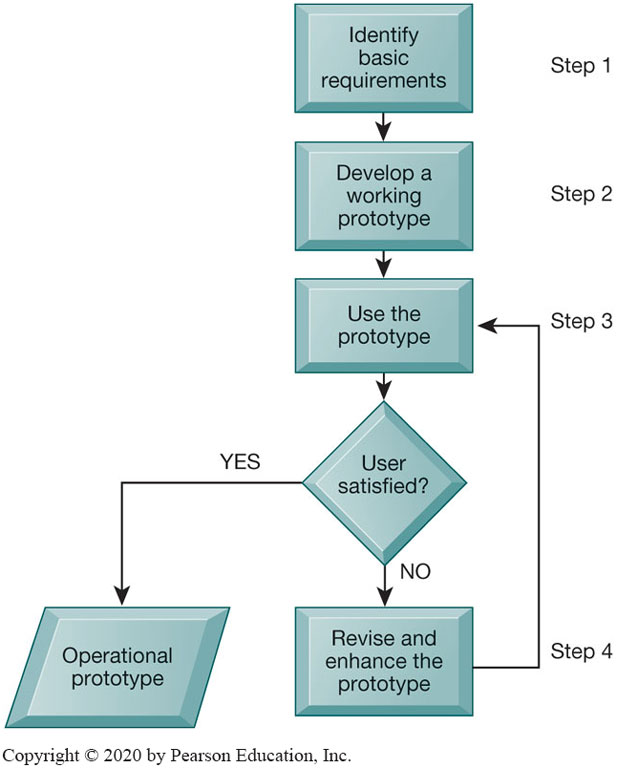 Identify
basic
requirements
Step 1
Develop a
working
prototype
Step 2
Use the
prototype
Step 3
User
satisfied?
YES
NO
Operational
prototype
Revise and
enhance the
prototype
Step 4
Copyright © 2020 by Pearson Education, Inc.